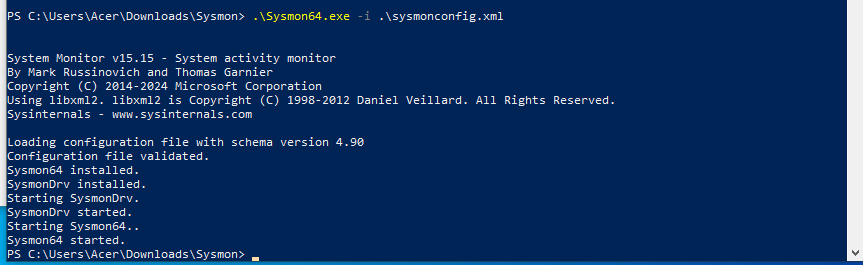 PS C:\Users\Acer\Downloads\Sysmon> .\Sysmon64.exe -i .\sysmonconfig.xml
System Monitor v15.15 - System activity monitor
By Mark Russinovich and Thomas Garnier
Copyright (C) 2014-2024 Microsoft Corporation
Using libxml2. libxml2 is Copyright (C) 1998-2012 Daniel Veillard. All Rights Reserved.
Sysinternals - www.sysinternals.com
Loading configuration file with schema version 4.90
Configuration file validated.
Sysmon64 installed.
SysmonDrv installed.
Starting SysmonDrv.
SysmonDrv started.
Starting Sysmon64..
Sysmon64 started.
PS C:\Users\Acer\Downloads\Sysmon>